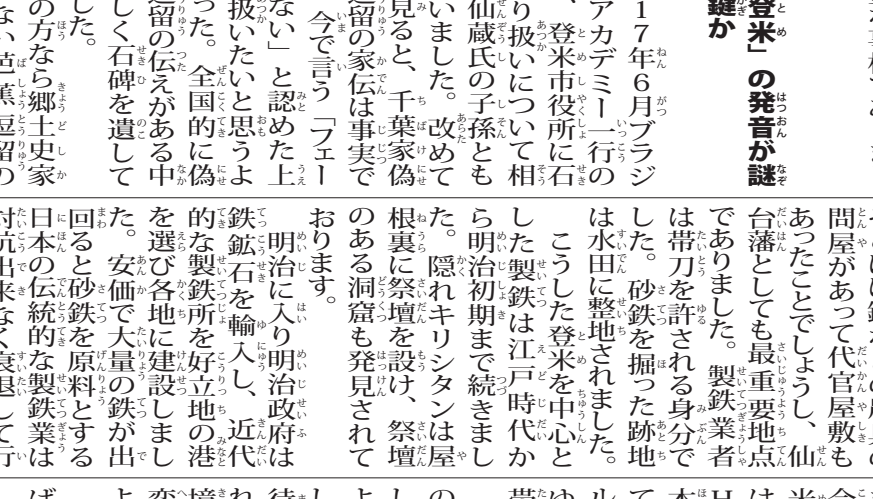 登米」の発音が謎
鍵か
17年6月ブラジ
アカデミー一行の
、登米市役所に石
り扱いについて相
仙蔵氏の子孫とも
いました。改めて
見ると、千葉家偽
留の家伝は事実で
今で言う「フェー
ない」と認めた上
扱いたいと思うよ
った。全国的に偽
留の伝えがある中
しく石碑を遺して
した。
の方なら郷土史家
ない芭蕉逗留の
問屋があって代官屋敷も
あったことでしょうし、仙
台藩としても最重要地点
でありました。製鉄業者
は帯刀を許される身分で
した。砂鉄を掘った跡地
は水田に整地されました。
こうした登米を中心と
した製鉄は江戸時代か
ら明治初期まで続きまし
た。隠れキリシタンは屋
根裏に祭壇を設け、祭壇
のある洞窟も発見されて
おります。
明治に入り明治政府は
鉄鉱石を輸入し、近代
的な製鉄所を好立地の港
を選び各地に建設しまし
た。安価で大量の鉄が出
回ると砂鉄を原料とする
日本の伝統的な製鉄業は
対抗出来なく衰退して行